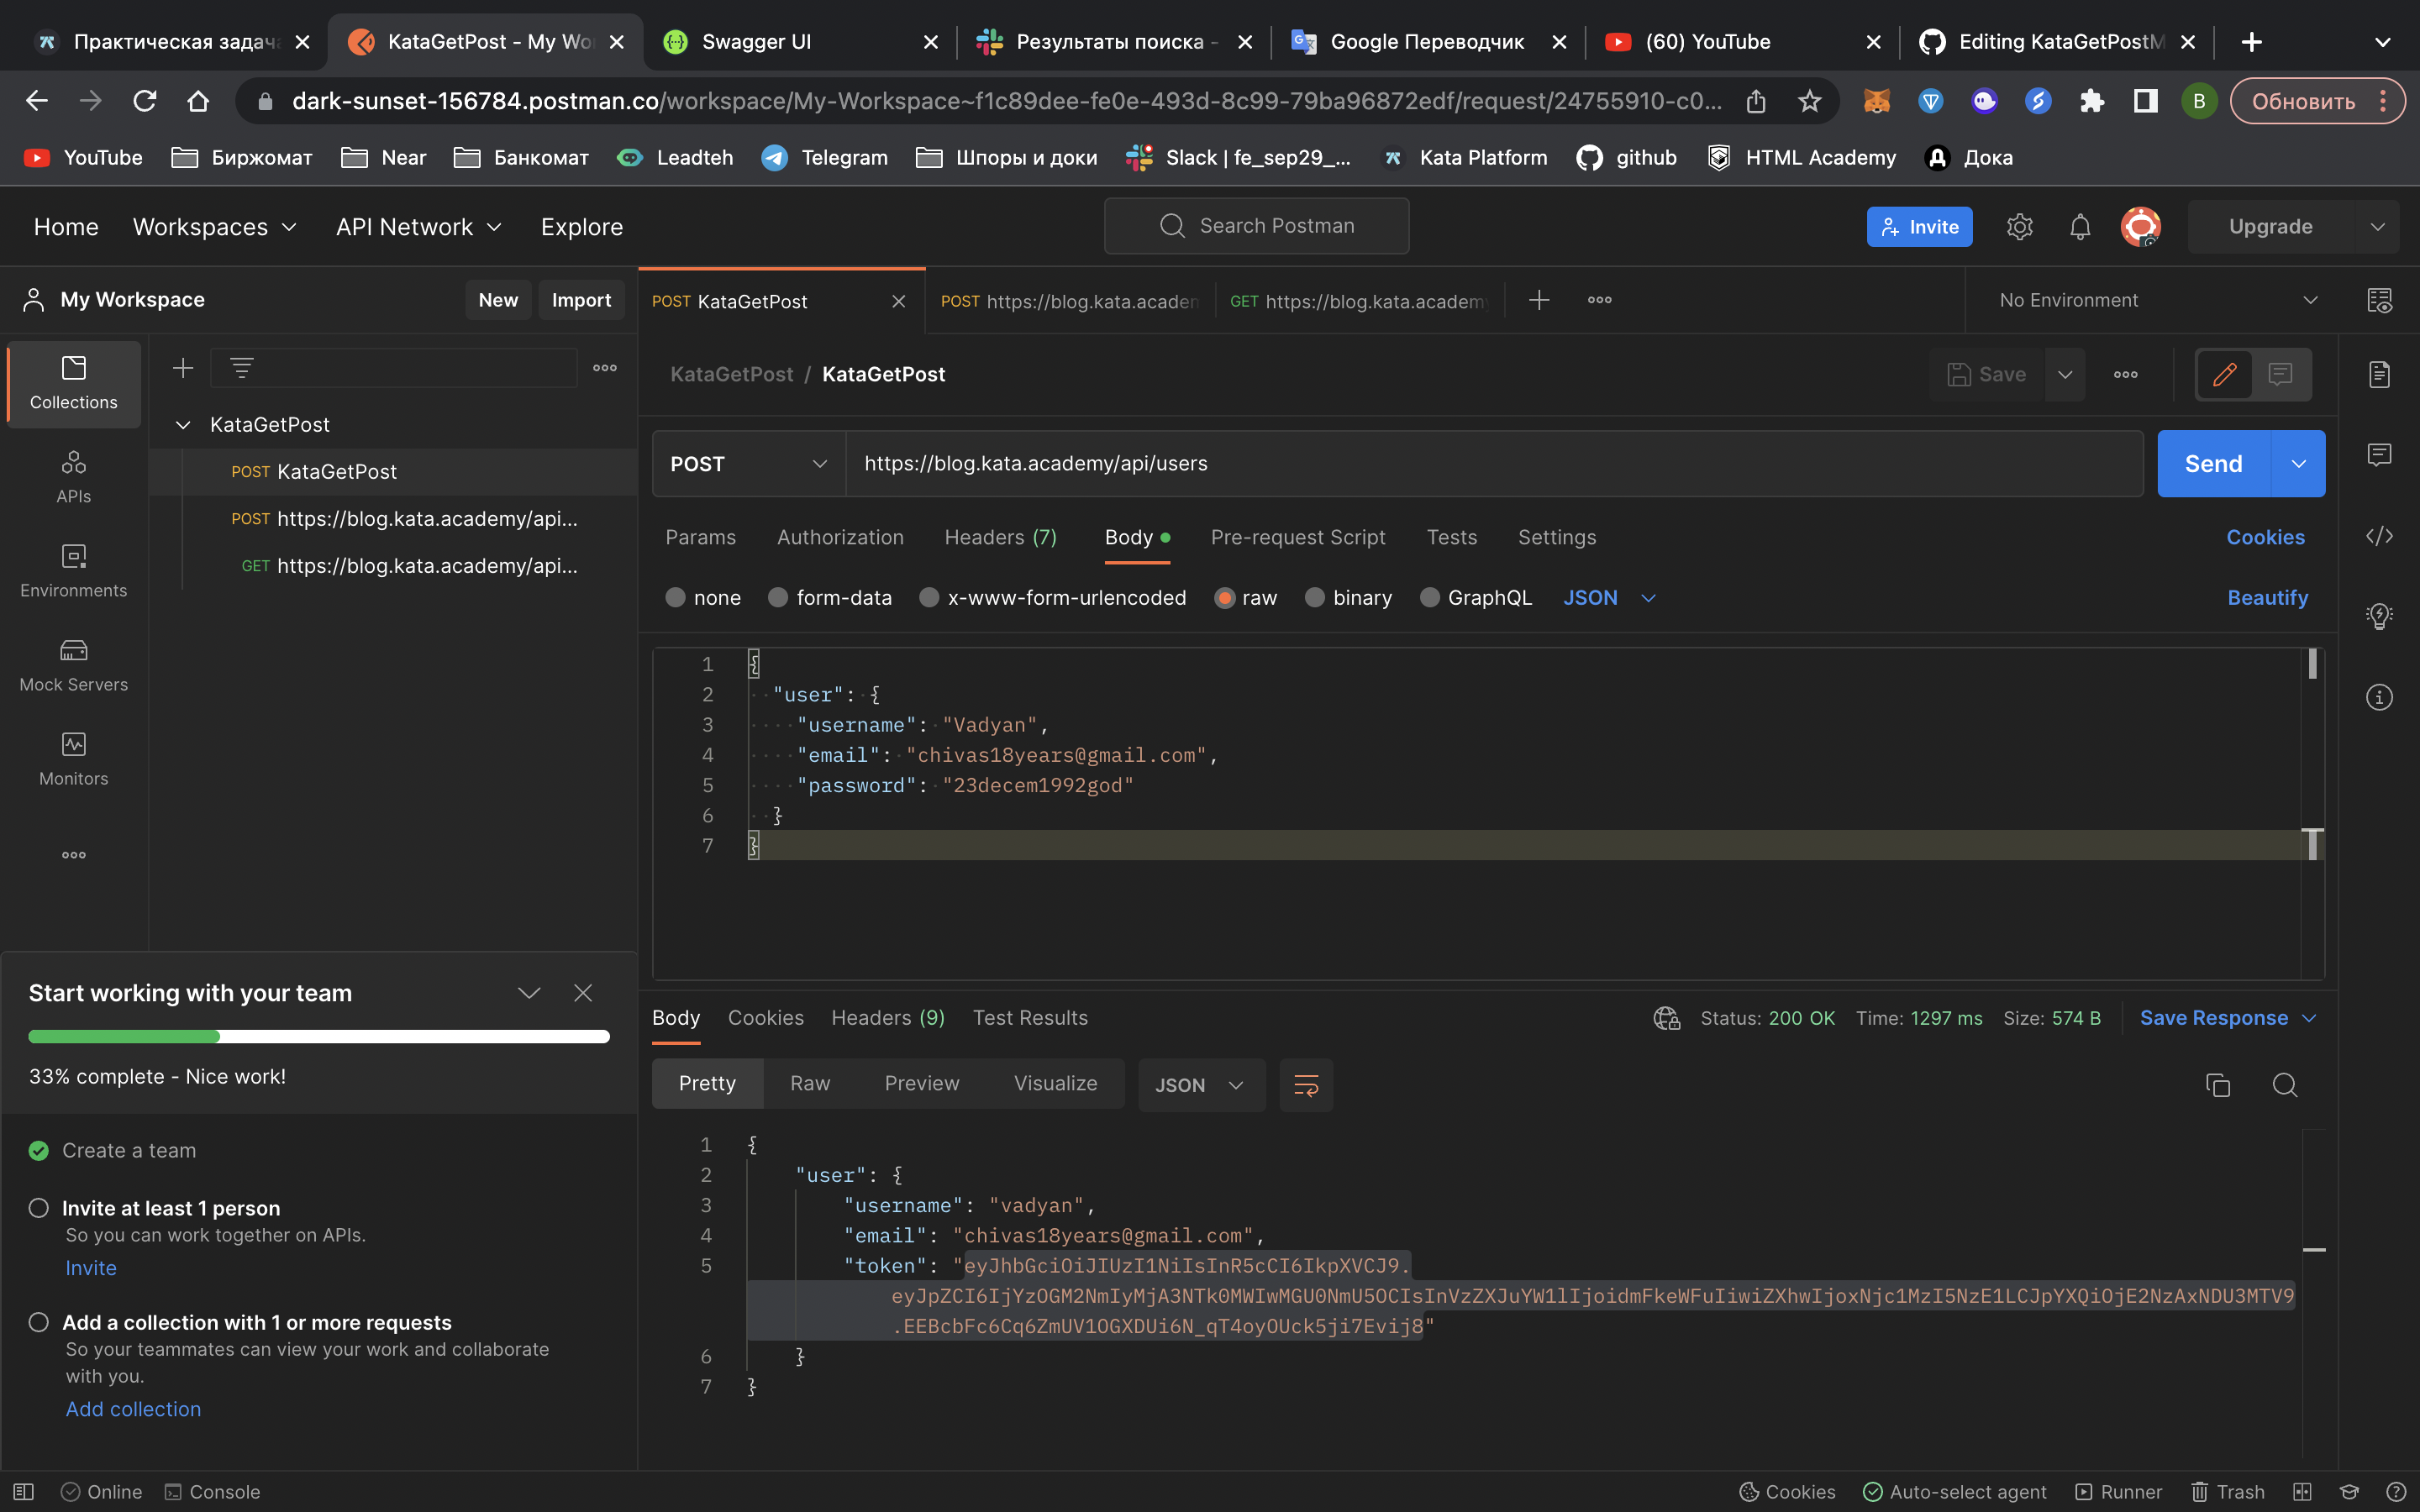 Практическая задача
KataGetPost - My Wo
Swagger UI
Результаты поиска -
Google Переводчик
(60) YouTube
Editing KataGetPostM
dark-sunset-156784.postman.co/workspace/My-Workspace~f1c89dee-fe0e-493d-8c99-79ba96872edf/request/24755910-c0...
B
Обновить
YouTube
Биржомат
Near
Банкомат
Leadteh
Telegram
Шпоры и доки
Slack | fe_sep29_...
Kata Platform
github
HTML Academy
Дока
Home
Workspaces
API Network
Explore
Search Postman
Invite
Upgrade
My Workspace
New
Import
POST KataGetPost
POST https://blog.kata.academ
GET https://blog.kata.academy
No Environment
Collections
APIs
Environments
Mock Servers
Monitors
KataGetPost
POST KataGetPost
POST https://blog.kata.academy/api...
GET https://blog.kata.academy/api...
KataGetPost / KataGetPost
Save
POST
https://blog.kata.academy/api/users
Send
Params
Authorization
Headers (7)
Body
Pre-request Script
Tests
Settings
Cookies
none
form-data
x-www-form-urlencoded
raw
binary
GraphQL
JSON
Beautify
1 {
2 "user": {
3 "username": "Vadyan",
4 "email": "chivas18years@gmail.com",
5 "password": "23decem1992god"
6 }
7 }
Start working with your team
33% complete - Nice work!
Create a team
Invite at least 1 person
So you can work together on APIs.
Invite
Add a collection with 1 or more requests
So your teammates can view your work and collaborate
with you.
Add collection
Body
Cookies
Headers (9)
Test Results
Status: 200 OK
Time: 1297 ms
Size: 574 B
Save Response
Pretty
Raw
Preview
Visualize
JSON
1 {
2 "user": {
3 "username": "vadyan",
4 "email": "chivas18years@gmail.com",
5 "token": "eyJhbGciOiJIUzI1NiIsInR5cCI6IkpXVCJ9.
eyJpZCI6IjYzOGM2NmIyMjA3NTk0MWIwMGU0NmU5OCIsInVzZXJuYW1lIjoidmFkeWFuIiwiZXhwIjoxNjc1MzI5NzE1LCJpYXQiOjE2NzAxNDU3MTV9
.EEBcbFc6Cq6ZmUV1OGXDUi6N_qT4oyOUck5ji7Evij8"
6 }
7 }
Online
Console
Cookies
Auto-select agent
Runner
Trash